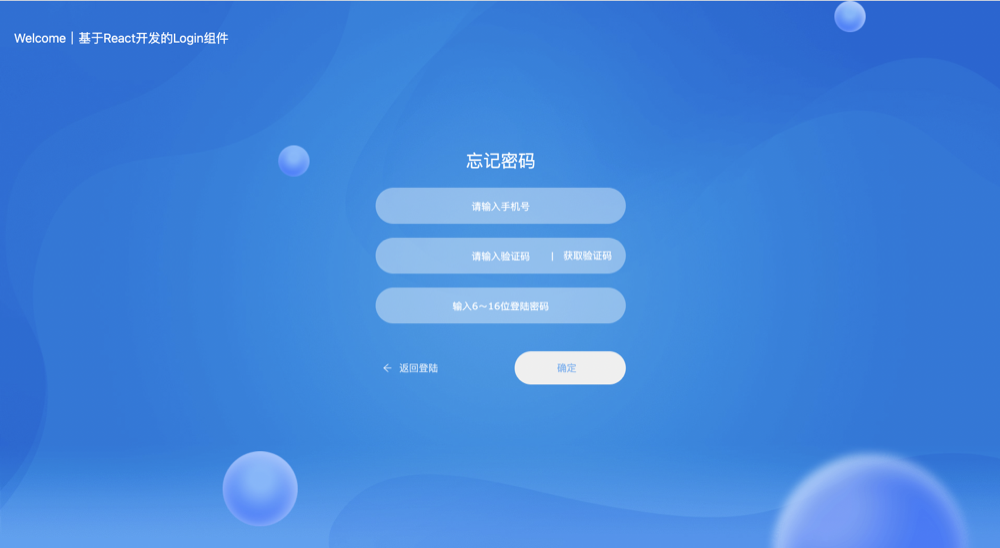 Welcome | 基于React开发的Login组件
忘记密码
请输入手机号
请输入验证码 | 获取验证码
输入6～16位登陆密码
← 返回登陆 确定